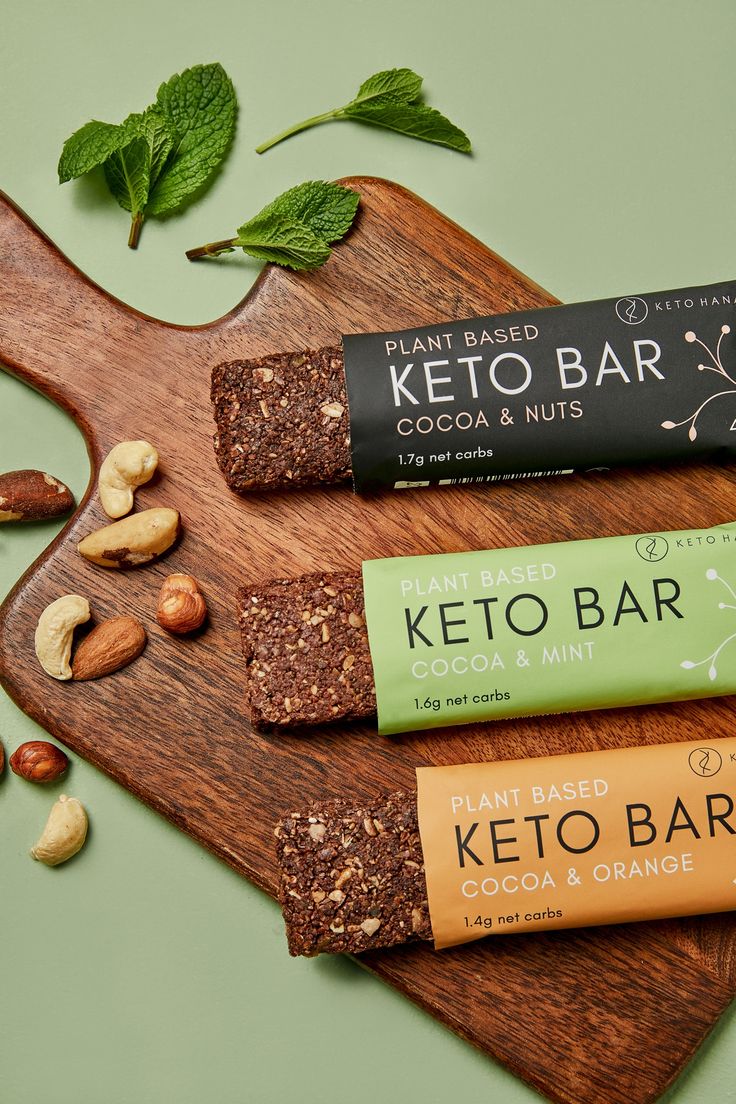 KETO HANA
PLANT BASED
KETO BAR
COCOA & NUTS
1.7g net carbs
KETO HANA
PLANT BASED
KETO BAR
COCOA & MINT
1.6g net carbs
K
PLANT BASED
KETO BAR
COCOA & ORANGE
1.4g net carbs